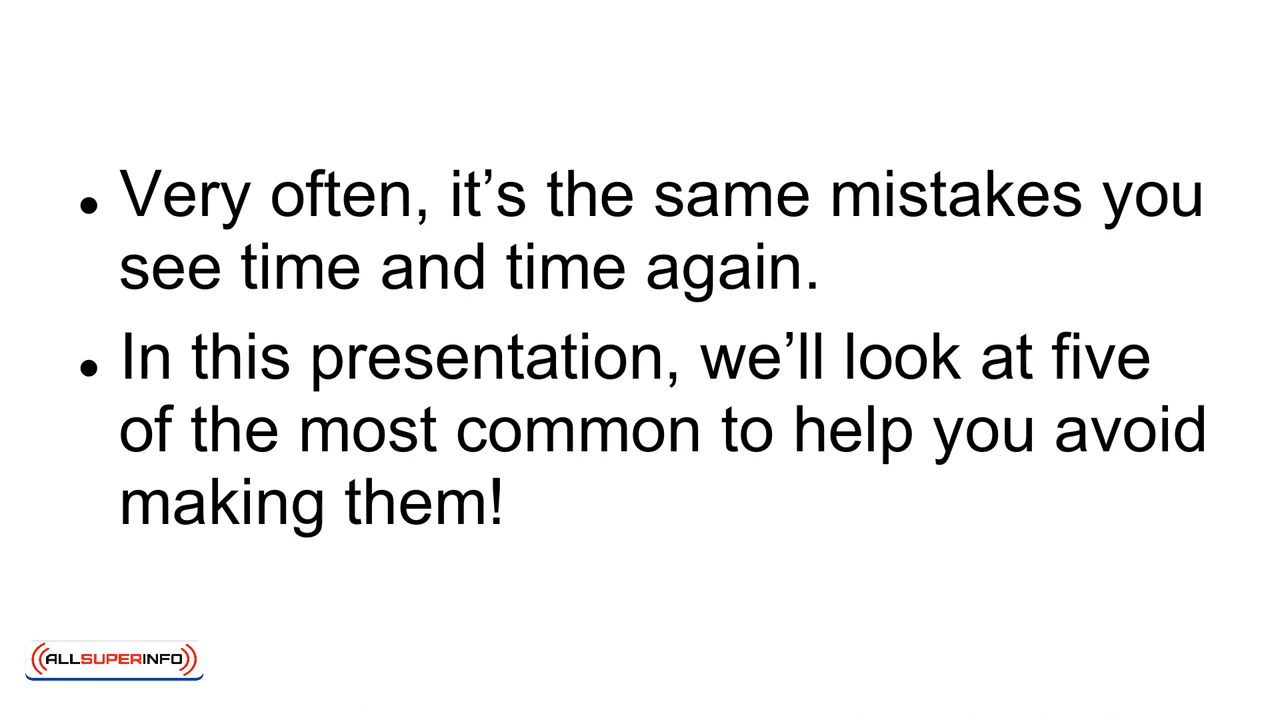 • Very often, it’s the same mistakes you
see time and time again.
• In this presentation, we’ll look at five
of the most common to help you avoid
making them!
ALLSUPERINFO